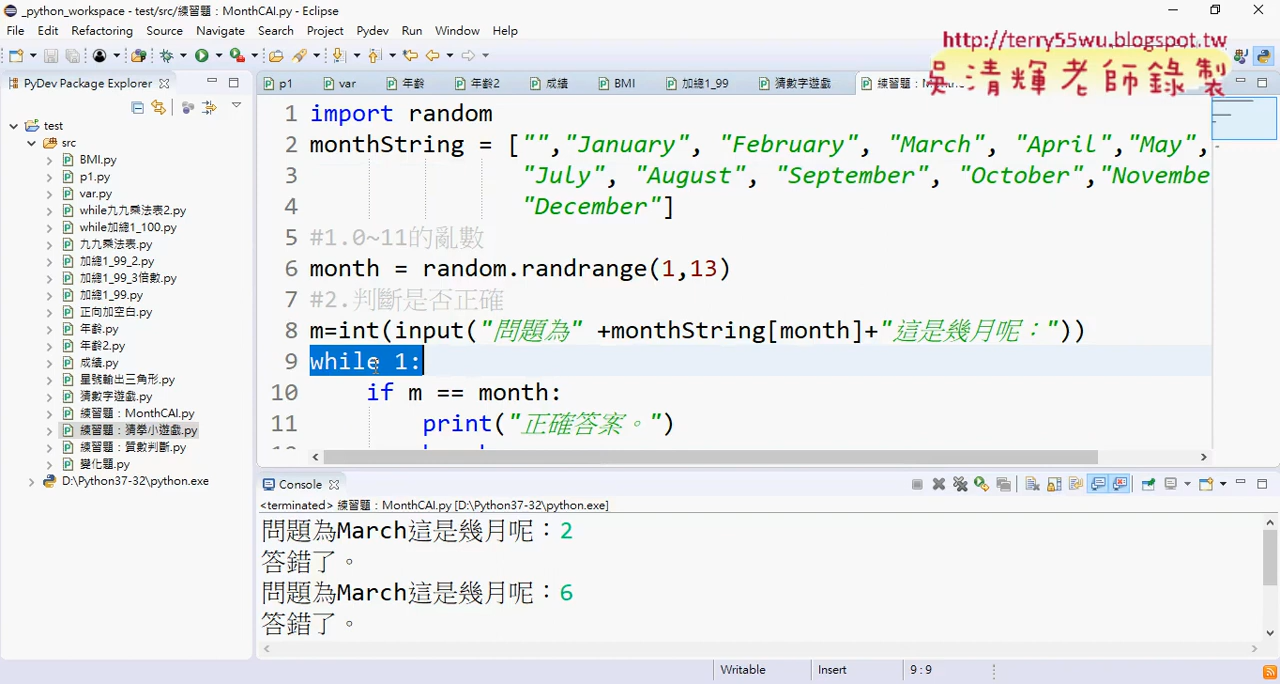 _python_workspace - test/src/練習題：MonthCAI.py - Eclipse
File Edit Refactoring Source Navigate Search Project Pydev Run Window Help
http://terry55wu.blogspot.tw
吳清輝老師錄製
PyDev Package Explorer
p1 var 年齡 年齡2 成績 BMI 加總1_99 猜數字遊戲 練習題：
test
src
BMI.py
p1.py
var.py
while九九乘法表2.py
while加總1_100.py
九九乘法表.py
加總1_99_2.py
加總1_99_3倍數.py
加總1_99.py
正向加空白.py
年齡.py
年齡2.py
成績.py
星號輸出三角形.py
猜數字遊戲.py
練習題：MonthCAI.py
練習題：猜拳小遊戲.py
練習題：質數判斷.py
變化題.py
D:\Python37-32\python.exe
1 import random
2 monthString = ["","January", "February", "March", "April","May",
3 "July", "August", "September", "October","Novembe
4 "December"]
5 #1.0~11的亂數
6 month = random.randrange(1,13)
7 #2.判斷是否正確
8 m=int(input("問題為" +monthString[month]+"這是幾月呢："))
9 while 1:
10 if m == month:
11 print("正確答案。")
Console
<terminated> 練習題：MonthCAI.py [D:\Python37-32\python.exe]
問題為March這是幾月呢：2
答錯了。
問題為March這是幾月呢：6
答錯了。
Writable Insert 9 : 9